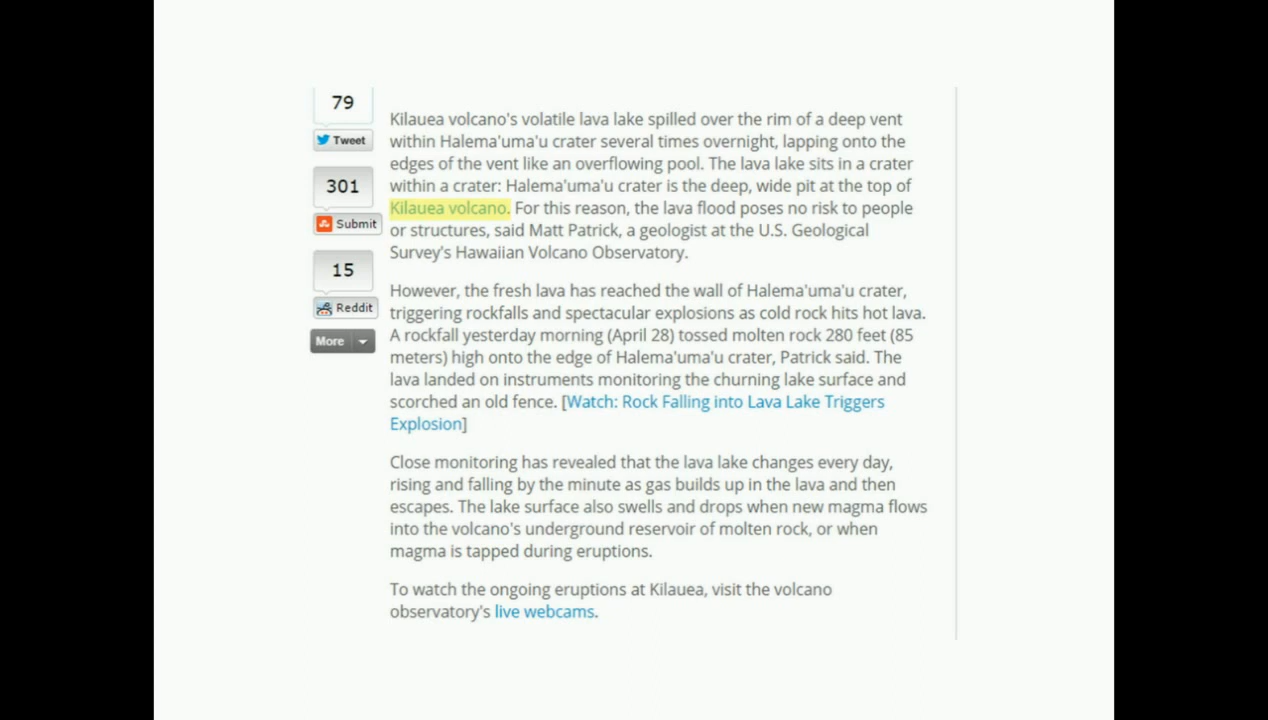 79
Tweet
301
Submit
15
Reddit
More
Kilauea volcano's volatile lava lake spilled over the rim of a deep vent
within Halema'uma'u crater several times overnight, lapping onto the
edges of the vent like an overflowing pool. The lava lake sits in a crater
within a crater: Halema'uma'u crater is the deep, wide pit at the top of
Kilauea volcano. For this reason, the lava flood poses no risk to people
or structures, said Matt Patrick, a geologist at the U.S. Geological
Survey's Hawaiian Volcano Observatory.
However, the fresh lava has reached the wall of Halema'uma'u crater,
triggering rockfalls and spectacular explosions as cold rock hits hot lava.
A rockfall yesterday morning (April 28) tossed molten rock 280 feet (85
meters) high onto the edge of Halema'uma'u crater, Patrick said. The
lava landed on instruments monitoring the churning lake surface and
scorched an old fence. [Watch: Rock Falling into Lava Lake Triggers
Explosion]
Close monitoring has revealed that the lava lake changes every day,
rising and falling by the minute as gas builds up in the lava and then
escapes. The lake surface also swells and drops when new magma flows
into the volcano's underground reservoir of molten rock, or when
magma is tapped during eruptions.
To watch the ongoing eruptions at Kilauea, visit the volcano
observatory's live webcams.